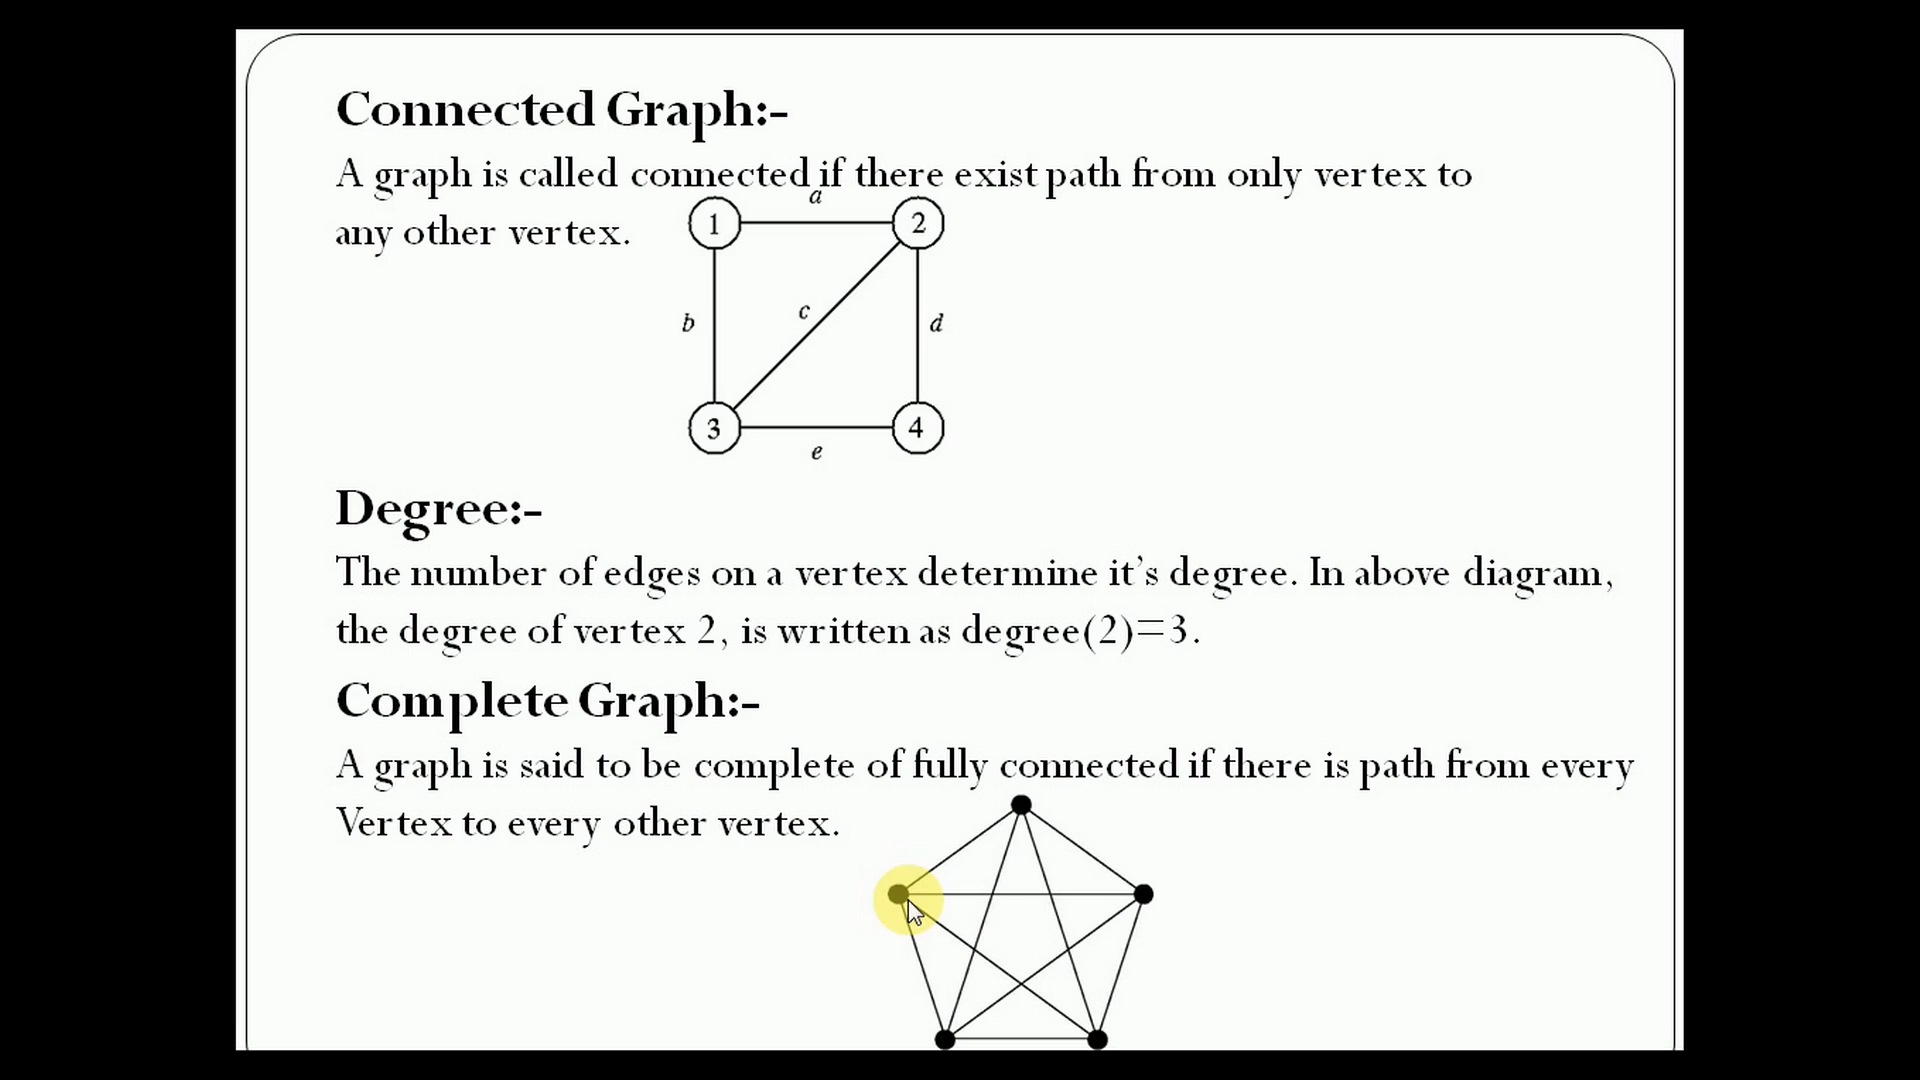 Connected Graph:-
A graph is called connected if there exist path from only vertex to
any other vertex.
a
1
2
b
c
d
3
4
e
Degree:-
The number of edges on a vertex determine it’s degree. In above diagram,
the degree of vertex 2, is written as degree(2)=3.
Complete Graph:-
A graph is said to be complete of fully connected if there is path from every
Vertex to every other vertex.